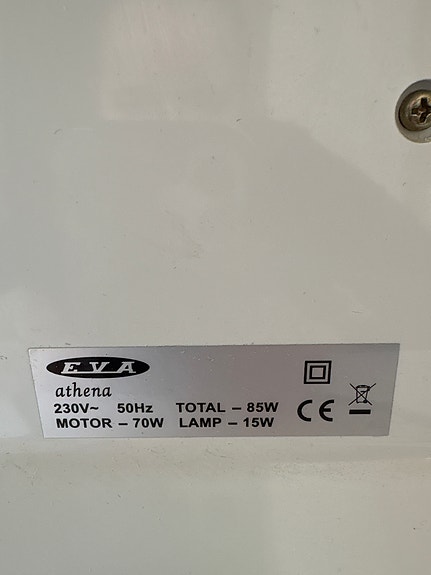 EVA
athena
230V~ 50Hz TOTAL – 85W
MOTOR – 70W LAMP – 15W
CE